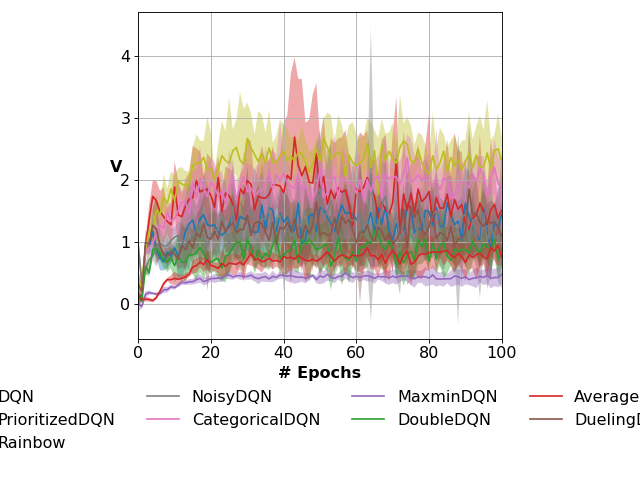 4
3
2
1
0
V
0 20 40 60 80 100
# Epochs
DQN NoisyDQN MaxminDQN Average
PrioritizedDQN CategoricalDQN DoubleDQN DuelingD
Rainbow